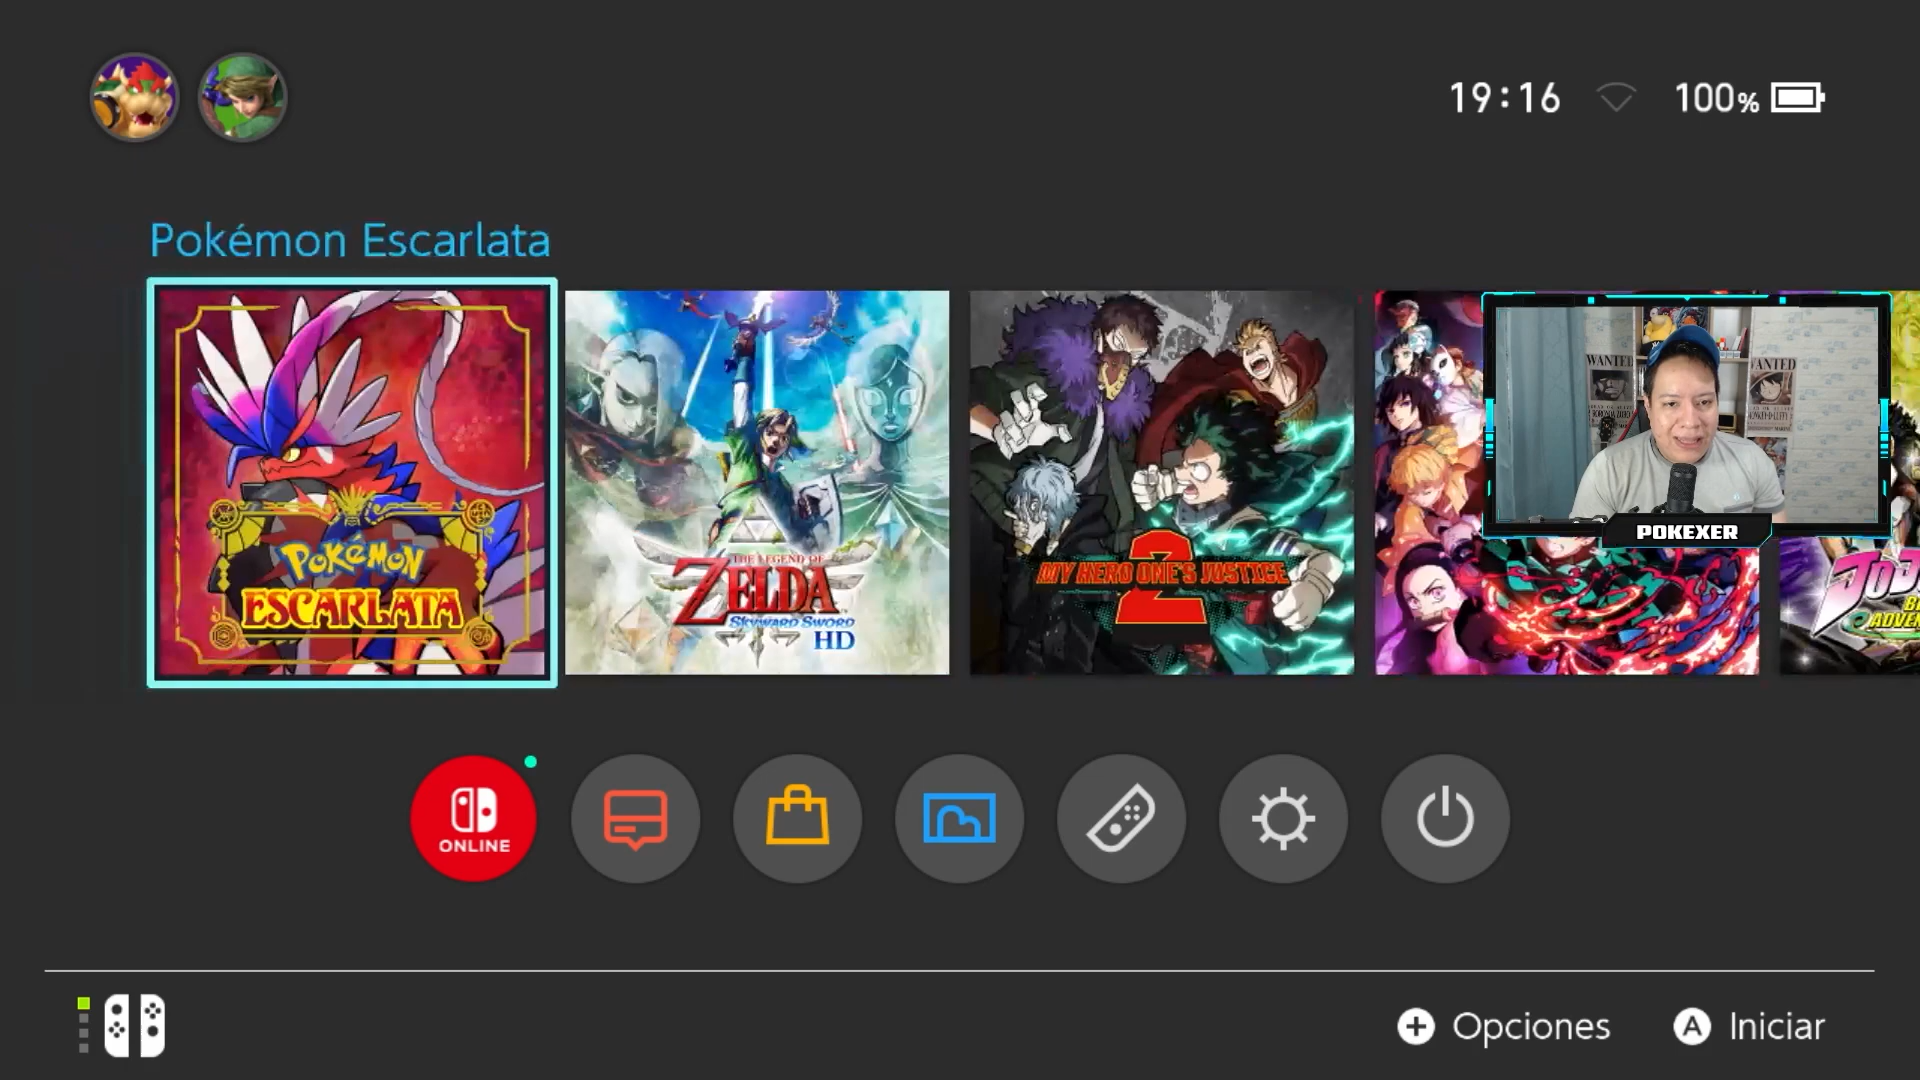 19:16
100%
Pokémon Escarlata
POKéMON
ESCARLATA
THE LEGEND OF
ZELDA
SKYWARD SWORD
HD
MY HERO ONE'S JUSTICE
2
WANTED
WANTED
POKEXER
ONLINE
Opciones
A Iniciar